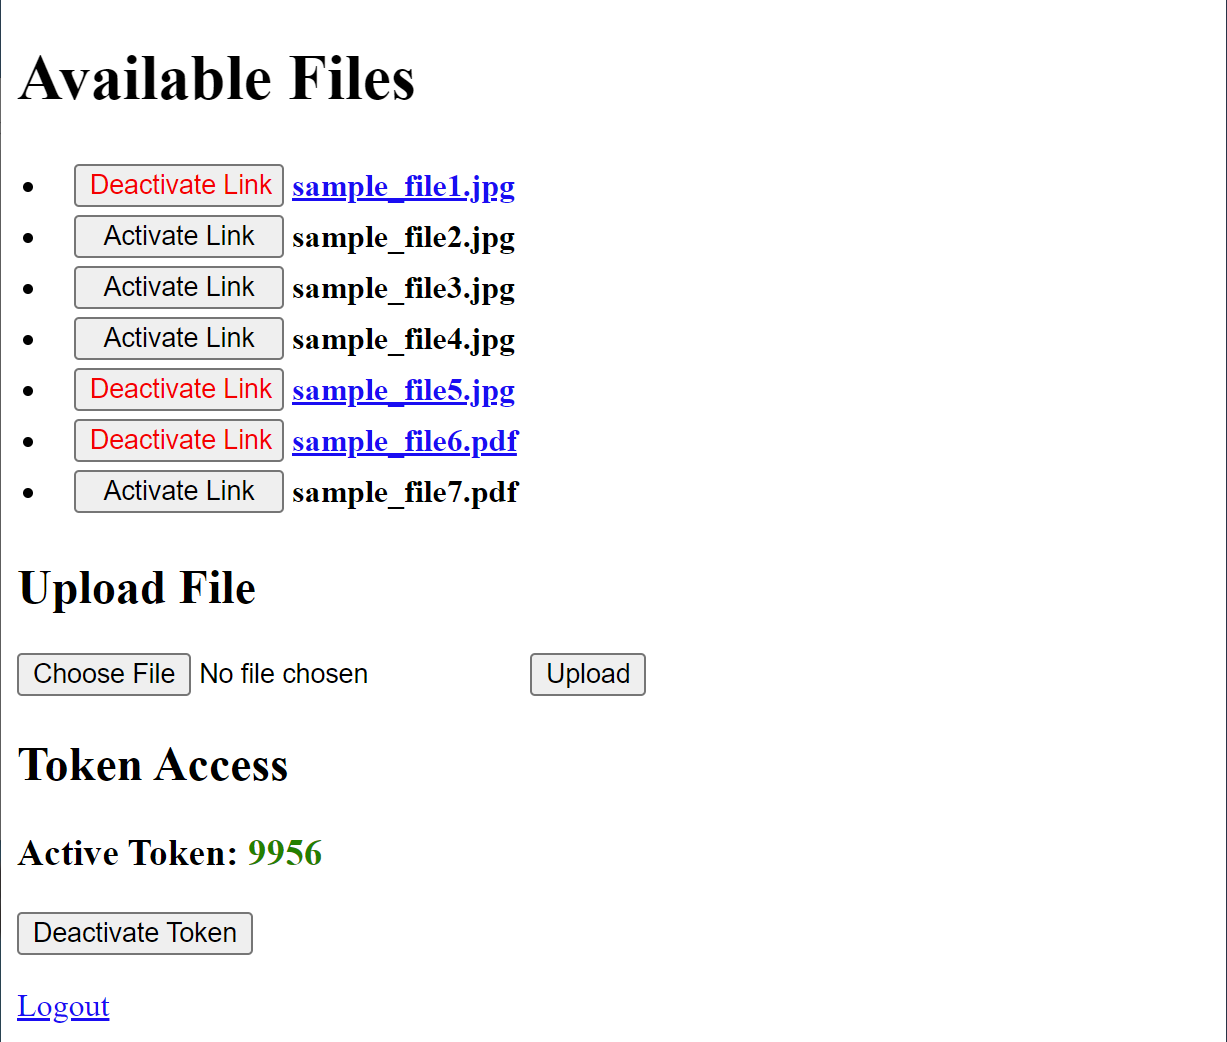 Available Files
Deactivate Link sample_file1.jpg
Activate Link sample_file2.jpg
Activate Link sample_file3.jpg
Activate Link sample_file4.jpg
Deactivate Link sample_file5.jpg
Deactivate Link sample_file6.pdf
Activate Link sample_file7.pdf
Upload File
Choose File No file chosen Upload
Token Access
Active Token: 9956
Deactivate Token
Logout